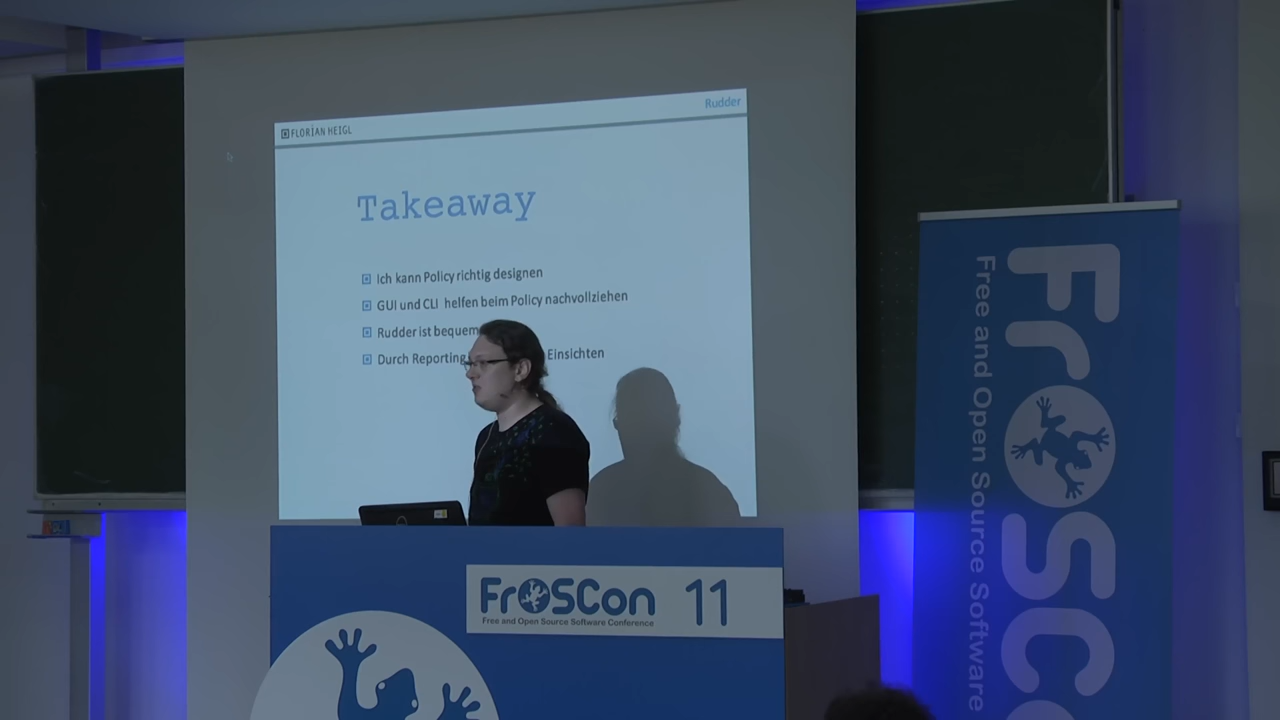 FLORIAN HEIGL
Rudder
Takeaway
Ich kann Policy richtig designen
GUI und CLI helfen beim Policy nachvollziehen
Rudder ist bequem
Durch Reporting Einsichten
FrOSCon 11
Free and Open Source Software Conference
FrOSCo
Free and Open Source Software